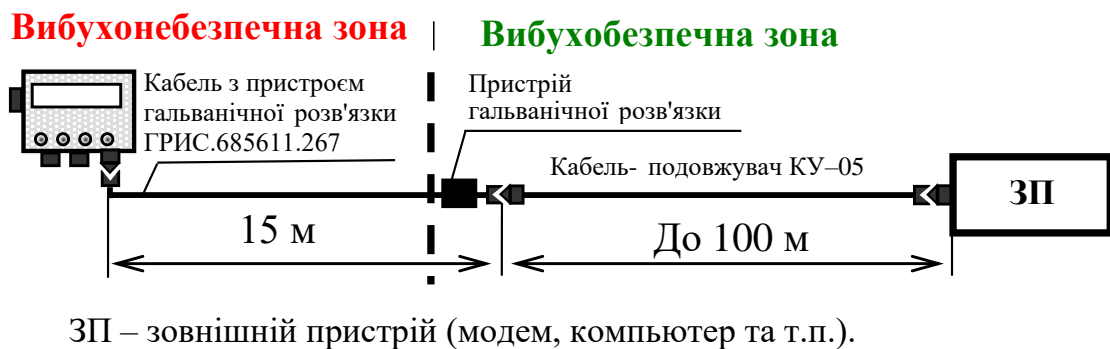 Вибухонебезпечна зона
Вибухобезпечна зона
Кабель з пристроєм
гальванічної розв'язки
ГРИС.685611.267
Пристрій
гальванічної розв'язки
Кабель- подовжувач КУ–05
ЗП
15 м
До 100 м
ЗП – зовнішній пристрій (модем, компьютер та т.п.).